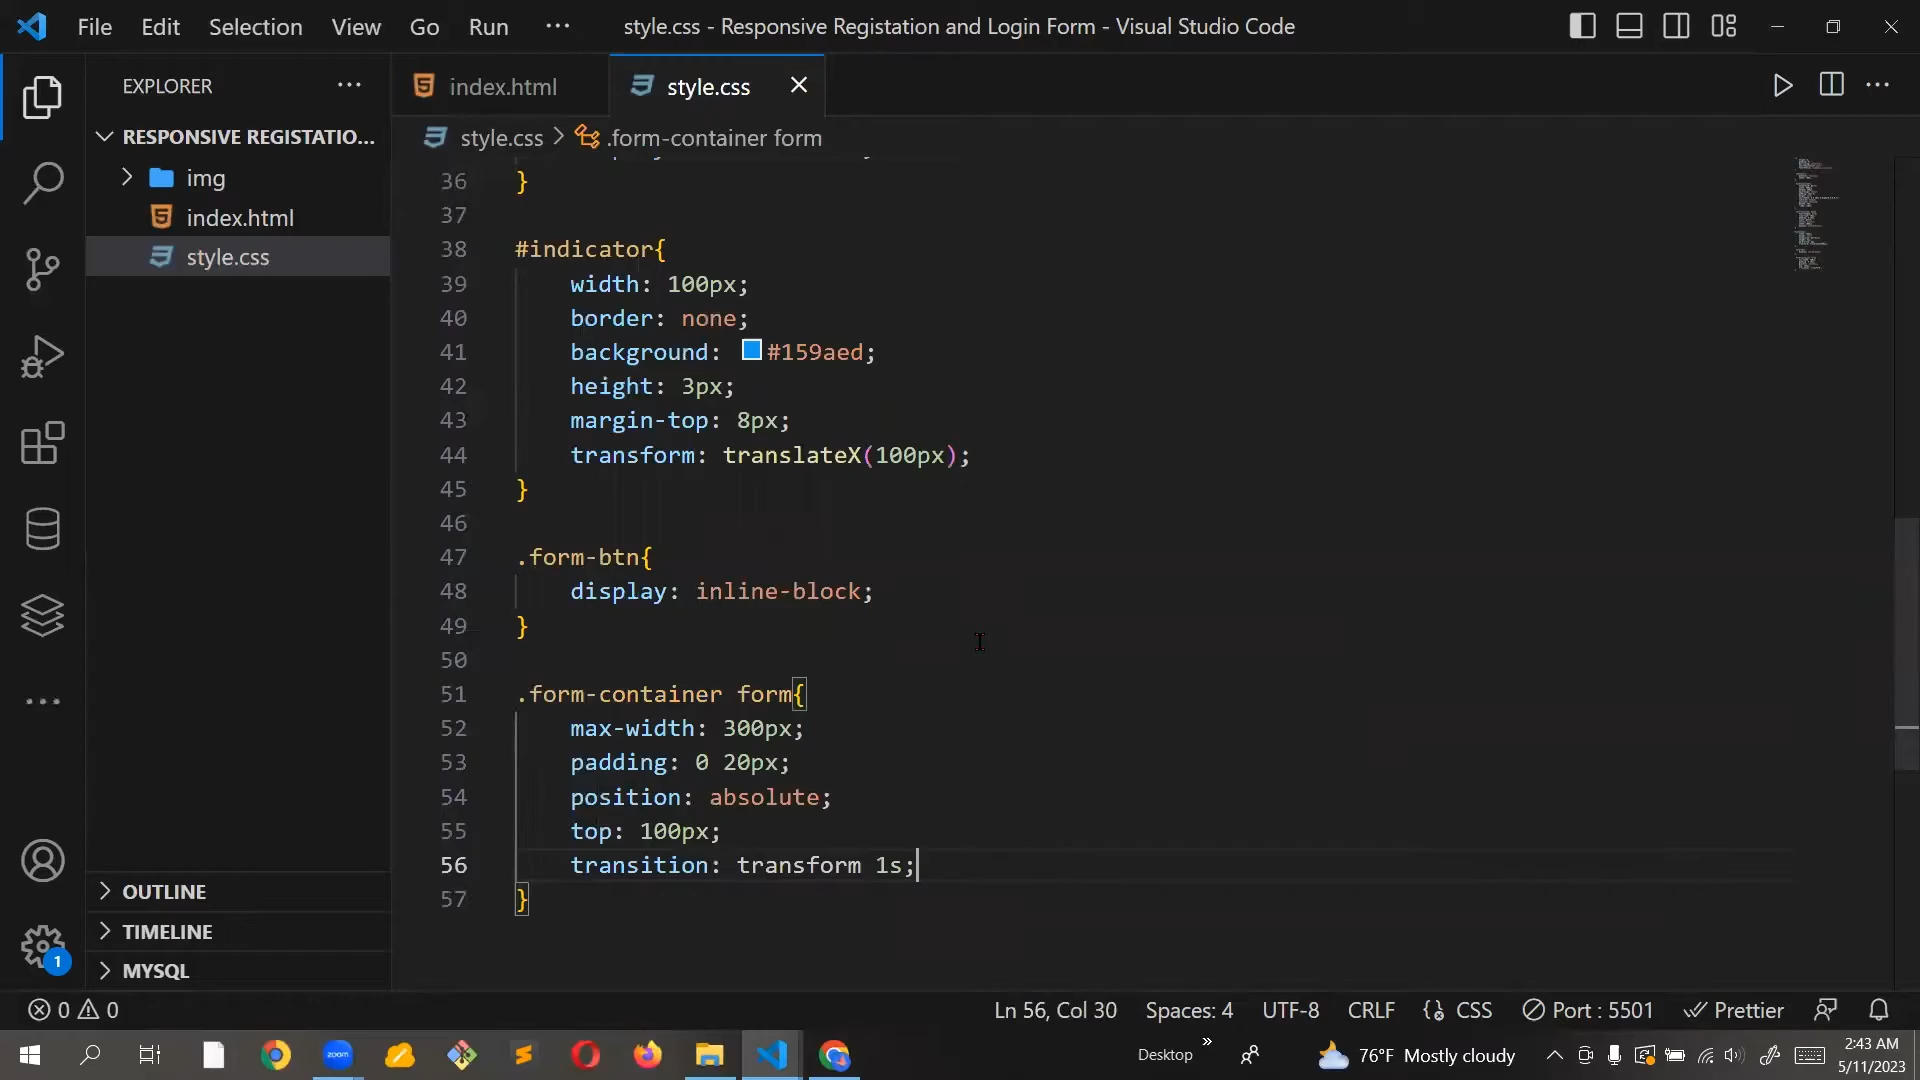 File Edit Selection View Go Run ··· style.css - Responsive Registation and Login Form - Visual Studio Code
EXPLORER ···
RESPONSIVE REGISTATIO...
img
index.html
style.css
index.html style.css
style.css > .form-container form
36 }
37
38 #indicator{
39 width: 100px;
40 border: none;
41 background: #159aed;
42 height: 3px;
43 margin-top: 8px;
44 transform: translateX(100px);
45 }
46
47 .form-btn{
48 display: inline-block;
49 }
50
51 .form-container form{
52 max-width: 300px;
53 padding: 0 20px;
54 position: absolute;
55 top: 100px;
56 transition: transform 1s;
57 }
OUTLINE
TIMELINE
MYSQL
1
0 0 Ln 56, Col 30 Spaces: 4 UTF-8 CRLF {} CSS Port : 5501 Prettier
zoom Desktop » 76°F Mostly cloudy 2:43 AM
5/11/2023